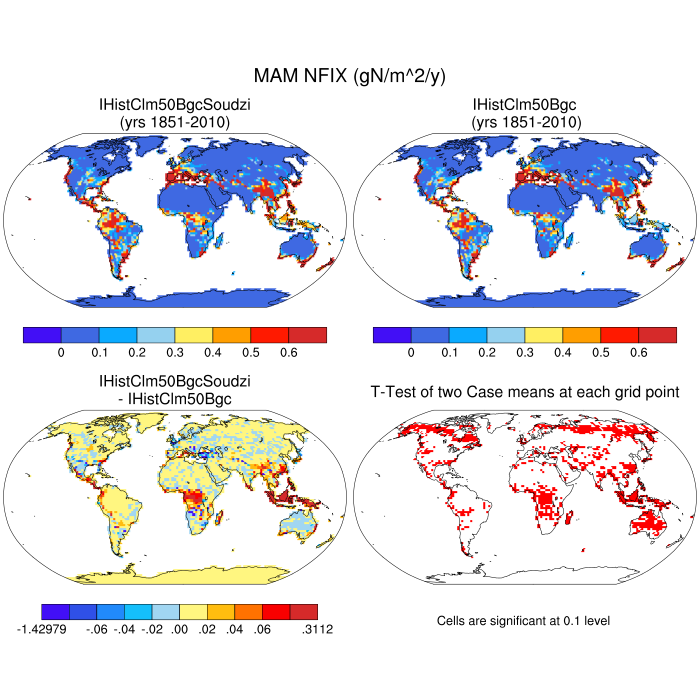 MAM NFIX (gN/m^2/y)
IHistClm50BgcSoudzi
(yrs 1851-2010)
IHistClm50Bgc
(yrs 1851-2010)
0 0.1 0.2 0.3 0.4 0.5 0.6
0 0.1 0.2 0.3 0.4 0.5 0.6
IHistClm50BgcSoudzi
- IHistClm50Bgc
T-Test of two Case means at each grid point
-1.42979 -.06 -.04 -.02 .00 .02 .04 .06 .3112
Cells are significant at 0.1 level